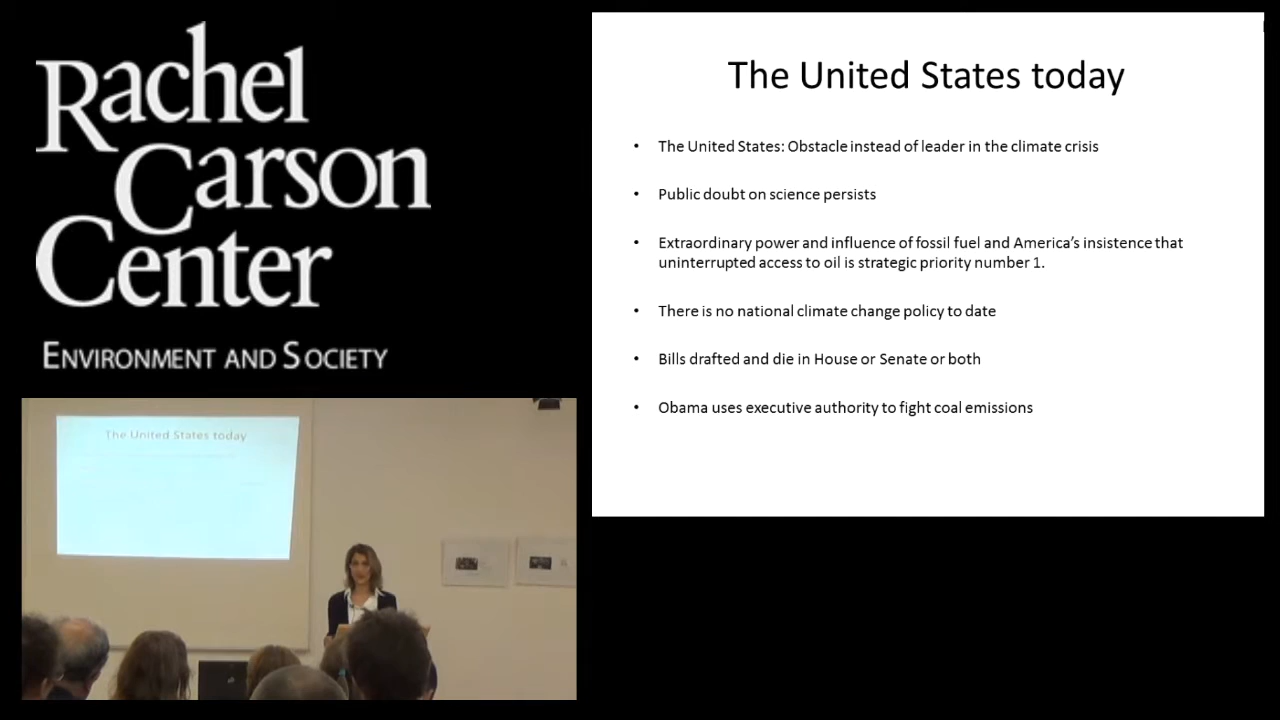 Rachel
Carson
Center
ENVIRONMENT AND SOCIETY
The United States today
• The United States: Obstacle instead of leader in the climate crisis
• Public doubt on science persists
• Extraordinary power and influence of fossil fuel and America's insistence that
uninterrupted access to oil is strategic priority number 1.
• There is no national climate change policy to date
• Bills drafted and die in House or Senate or both
• Obama uses executive authority to fight coal emissions
The United States today